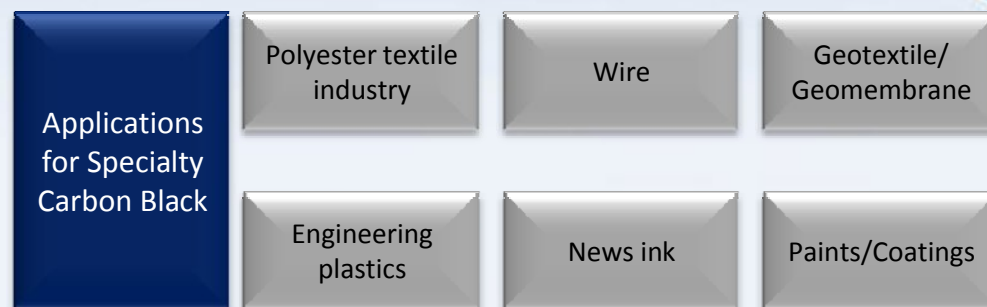 Applications
for Specialty
Carbon Black
Polyester textile
industry
Wire
Geotextile/
Geomembrane
Engineering
plastics
News ink
Paints/Coatings